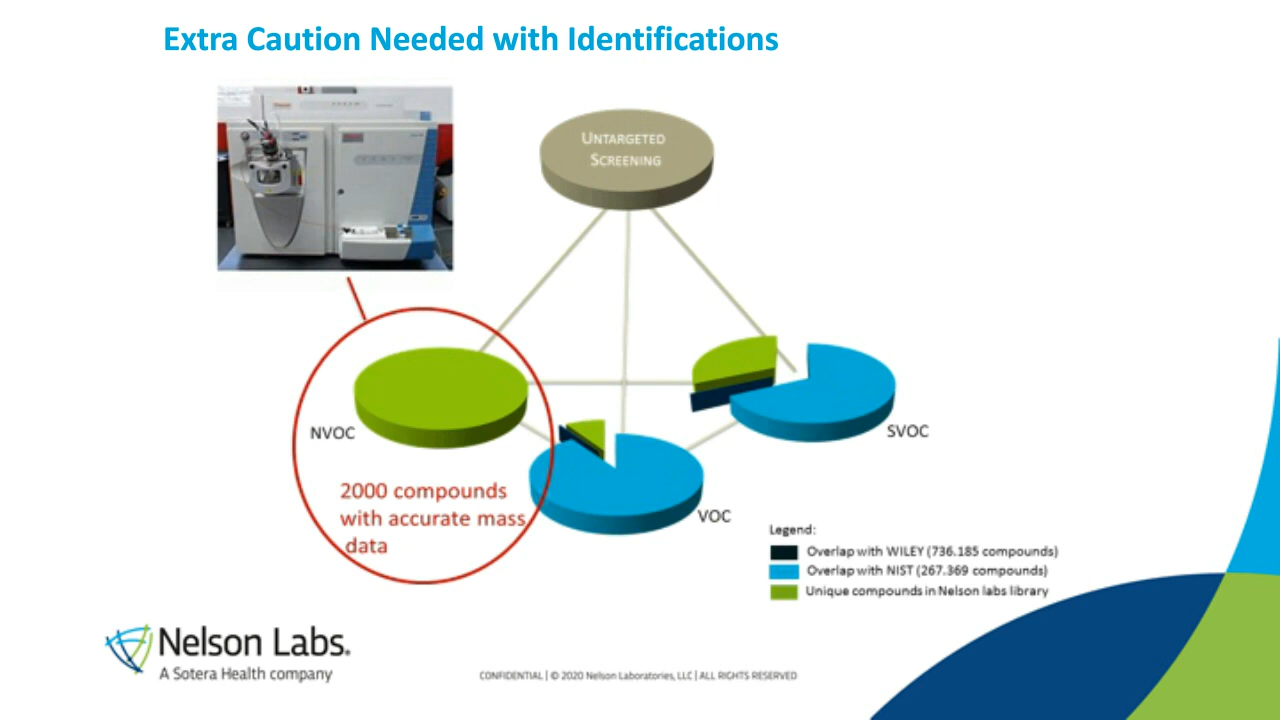 Extra Caution Needed with Identifications
UNTARGETED
SCREENING
NVOC
SVOC
VOC
2000 compounds
with accurate mass
data
Legend:
Overlap with WILEY (736.185 compounds)
Overlap with NIST (267.369 compounds)
Unique compounds in Nelson labs library
Nelson Labs®
A Sotera Health company
CONFIDENTIAL | © 2020 Nelson Laboratories, LLC | ALL RIGHTS RESERVED